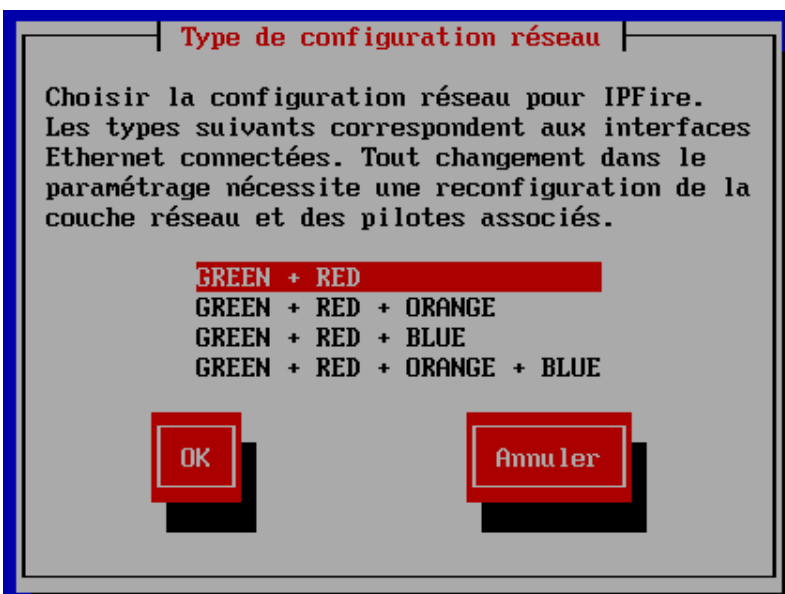 Type de configuration réseau
Choisir la configuration réseau pour IPFire.
Les types suivants correspondent aux interfaces
Ethernet connectées. Tout changement dans le
paramétrage nécessite une reconfiguration de la
couche réseau et des pilotes associés.
GREEN + RED
GREEN + RED + ORANGE
GREEN + RED + BLUE
GREEN + RED + ORANGE + BLUE
OK Annuler